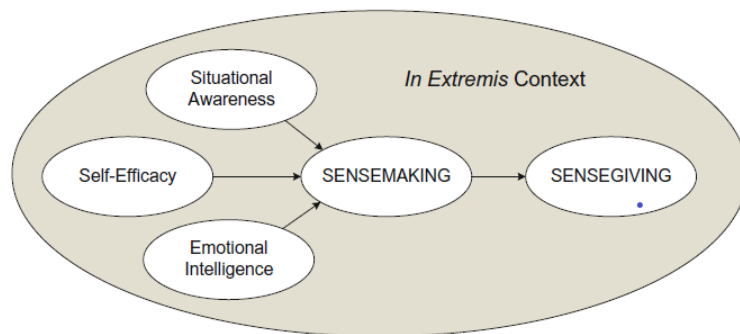 Situational
Awareness
In Extremis Context
Self-Efficacy
SENSEMAKING
SENSEGIVING
Emotional
Intelligence